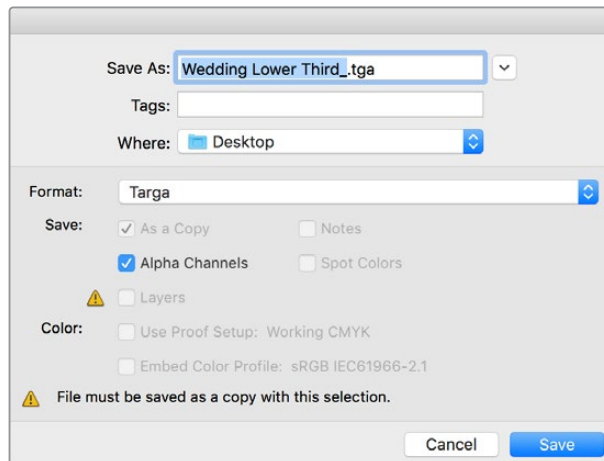 Save As: Wedding Lower Third_.tga
Tags:
Where: Desktop
Format: Targa
Save: As a Copy Notes
Alpha Channels Spot Colors
Layers
Color: Use Proof Setup: Working CMYK
Embed Color Profile: sRGB IEC61966-2.1
File must be saved as a copy with this selection.
Cancel Save